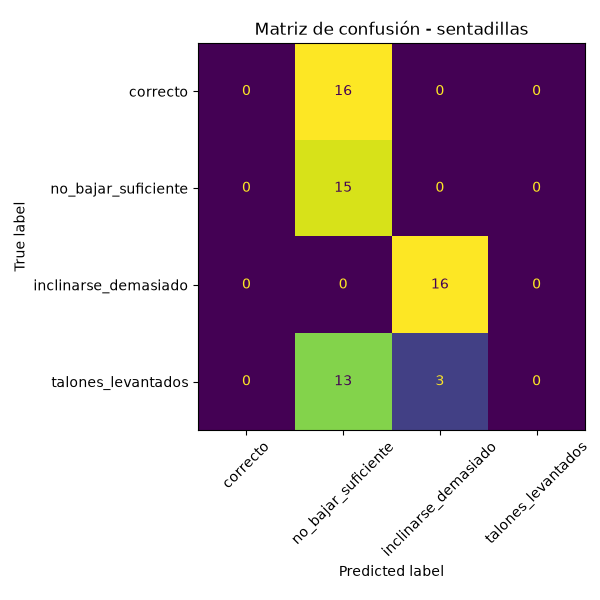 Matriz de confusión - sentadillas
True label
correcto 0 16 0 0
no_bajar_suficiente 0 15 0 0
inclinarse_demasiado 0 0 16 0
talones_levantados 0 13 3 0
correcto no_bajar_suficiente inclinarse_demasiado talones_levantados
Predicted label